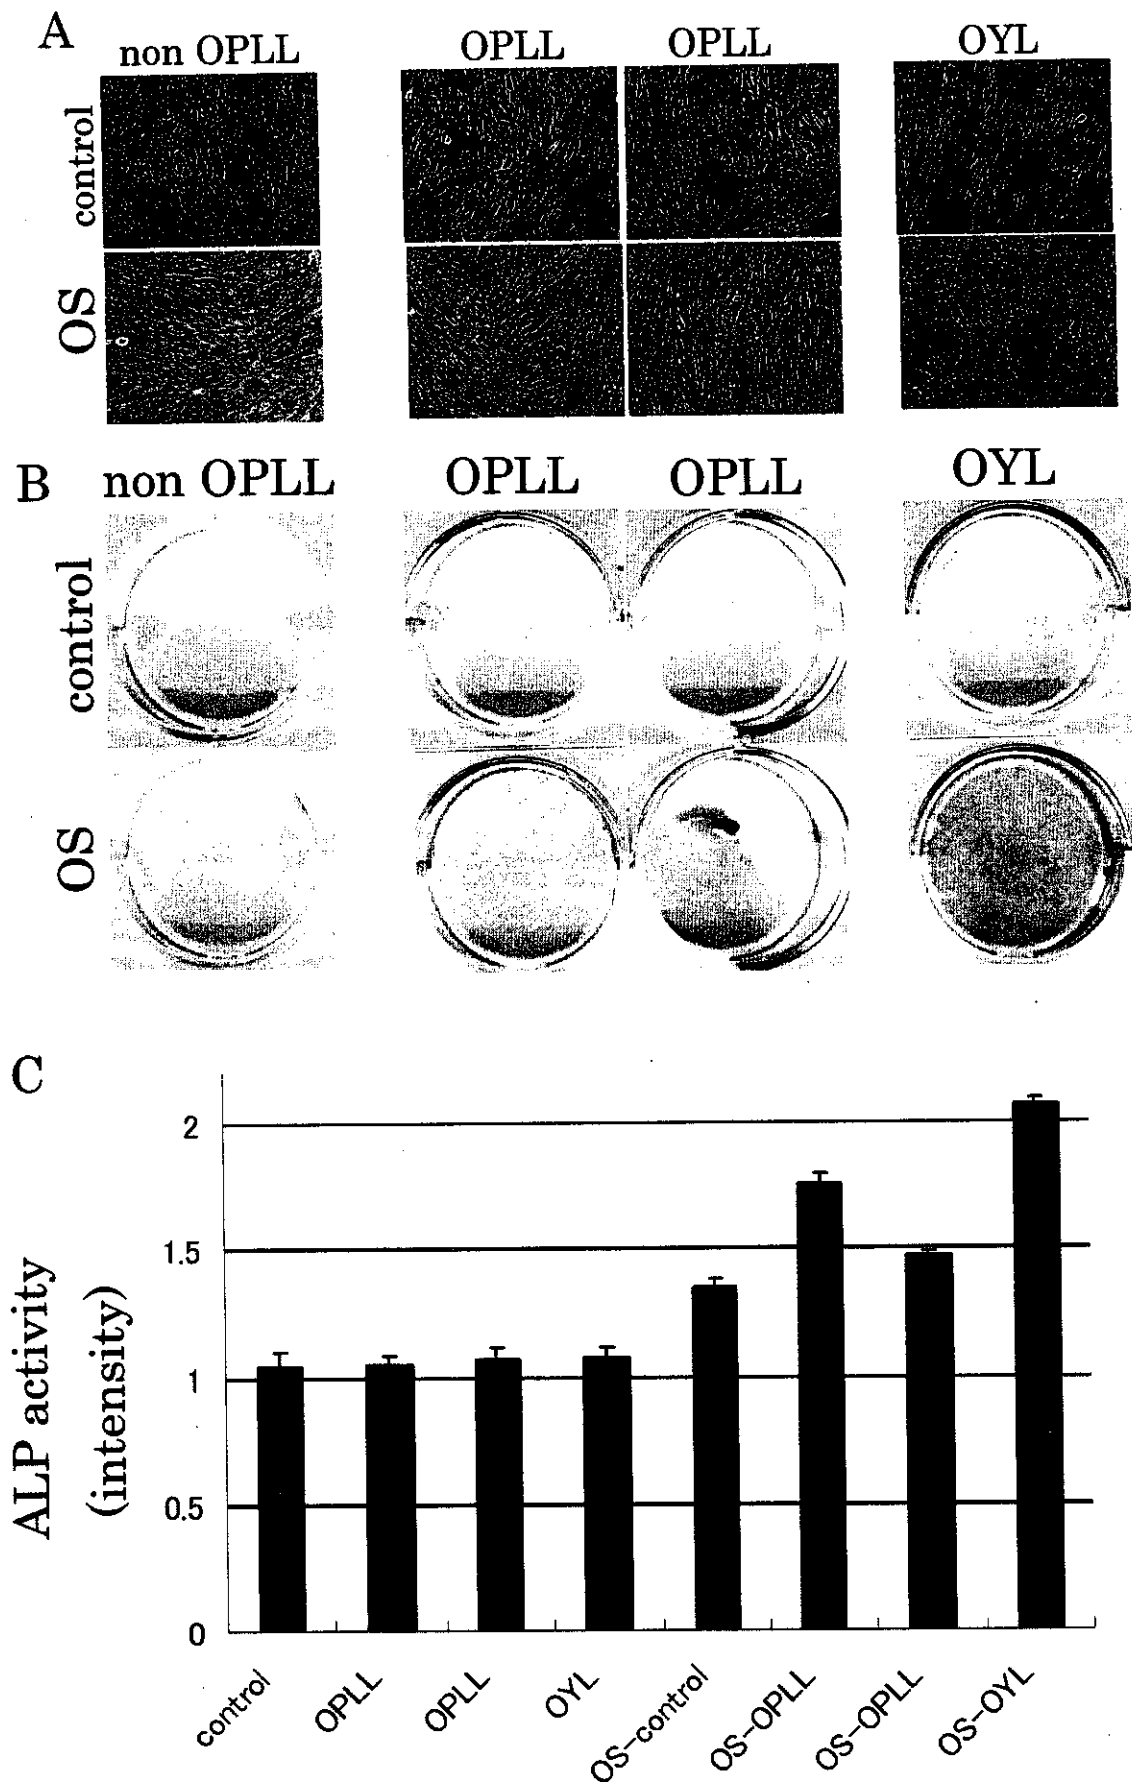 A
non OPLL
OPLL
OPLL
OYL
control
OS
B
non OPLL
OPLL
OPLL
OYL
control
OS
C
ALP activity
(intensity)
2
1.5
1
0.5
0
control
OPLL
OPLL
OYL
OS-control
OS-OPLL
OS-OPLL
OS-OYL